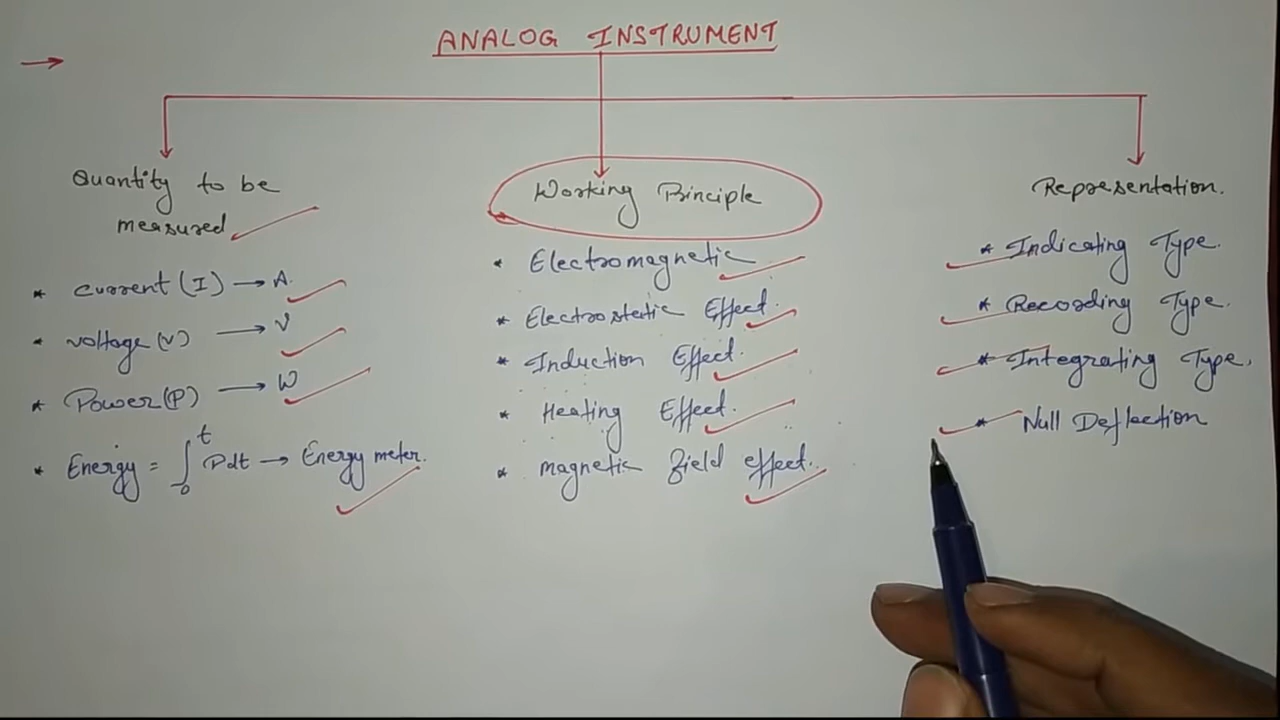 ANALOG INSTRUMENT
Quantity to be
measured
* Current (I) → A
* Voltage (V) → V
* Power (P) → W
* Energy = ∫₀ᵗ Pdt → Energy meter.
Working Principle
* Electromagnetic
* Electrostatic Effect.
* Induction Effect.
* Heating Effect.
* magnetic field effect.
Representation.
* Indicating Type.
* Recording Type.
* Integrating Type.
* Null Deflection